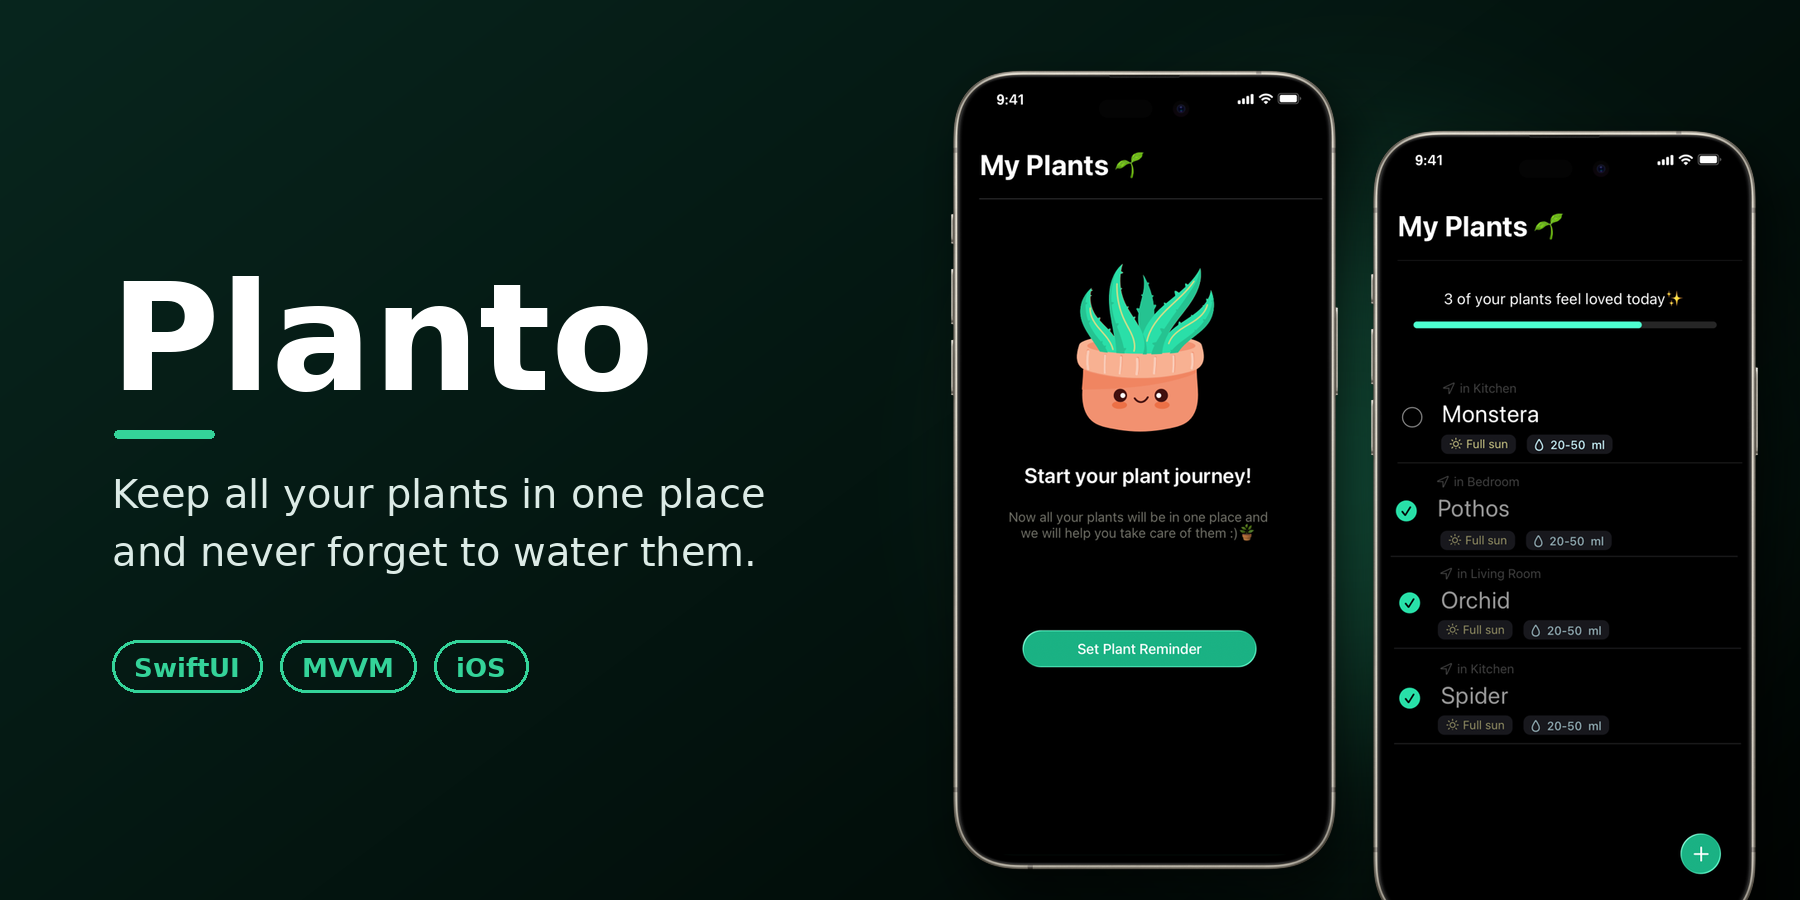 Planto
Keep all your plants in one place
and never forget to water them.
SwiftUI
MVVM
iOS
9:41
My Plants 🌱
Start your plant journey!
Now all your plants will be in one place and
we will help you take care of them :)🪴
Set Plant Reminder
9:41
My Plants 🌱
3 of your plants feel loved today✨
in Kitchen
Monstera
Full sun
20-50 ml
in Bedroom
Pothos
Full sun
20-50 ml
in Living Room
Orchid
Full sun
20-50 ml
in Kitchen
Spider
Full sun
20-50 ml
+